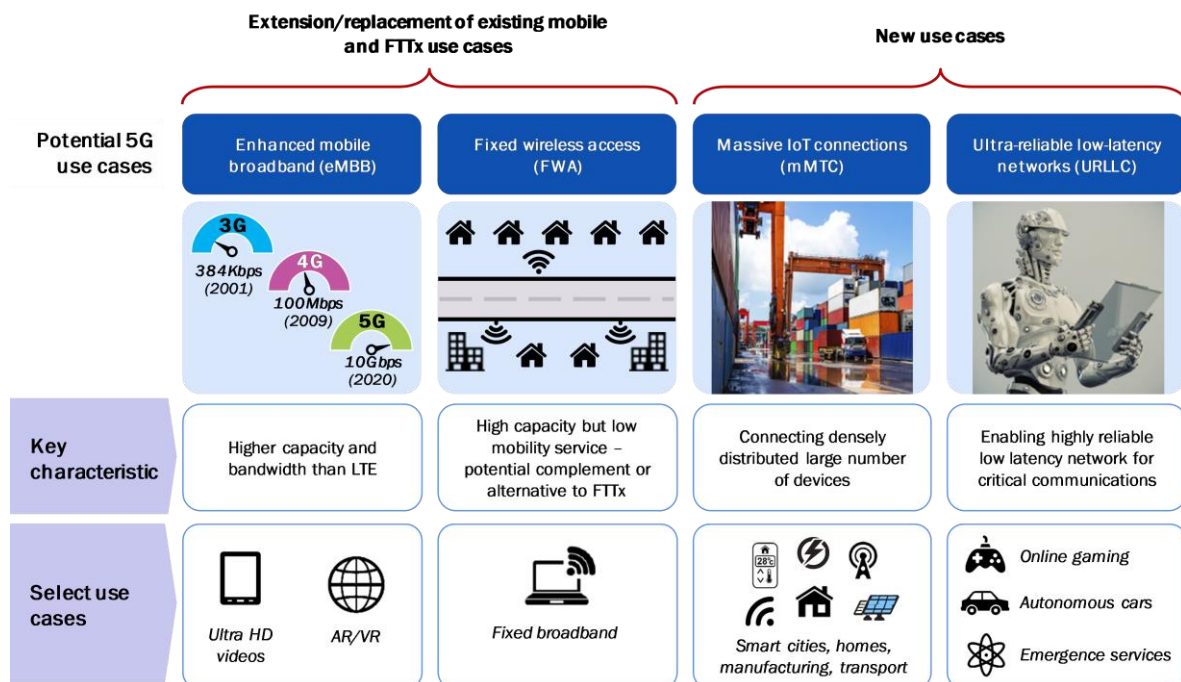 Extension/replacement of existing mobile
and FTTx use cases
New use cases
Potential 5G
use cases
Enhanced mobile
broadband (eMBB)
Fixed wireless access
(FWA)
Massive IoT connections
(mMTC)
Ultra-reliable low-latency
networks (URLLC)
3G
384Kbps
(2001)
4G
100Mbps
(2009)
5G
10Gbps
(2020)
Key
characteristic
Higher capacity and
bandwidth than LTE
High capacity but low
mobility service –
potential complement or
alternative to FTTx
Connecting densely
distributed large number
of devices
Enabling highly reliable
low latency network for
critical communications
Select use
cases
Ultra HD
videos
AR/VR
Fixed broadband
28°c
Smart cities, homes,
manufacturing, transport
Online gaming
Autonomous cars
Emergence services